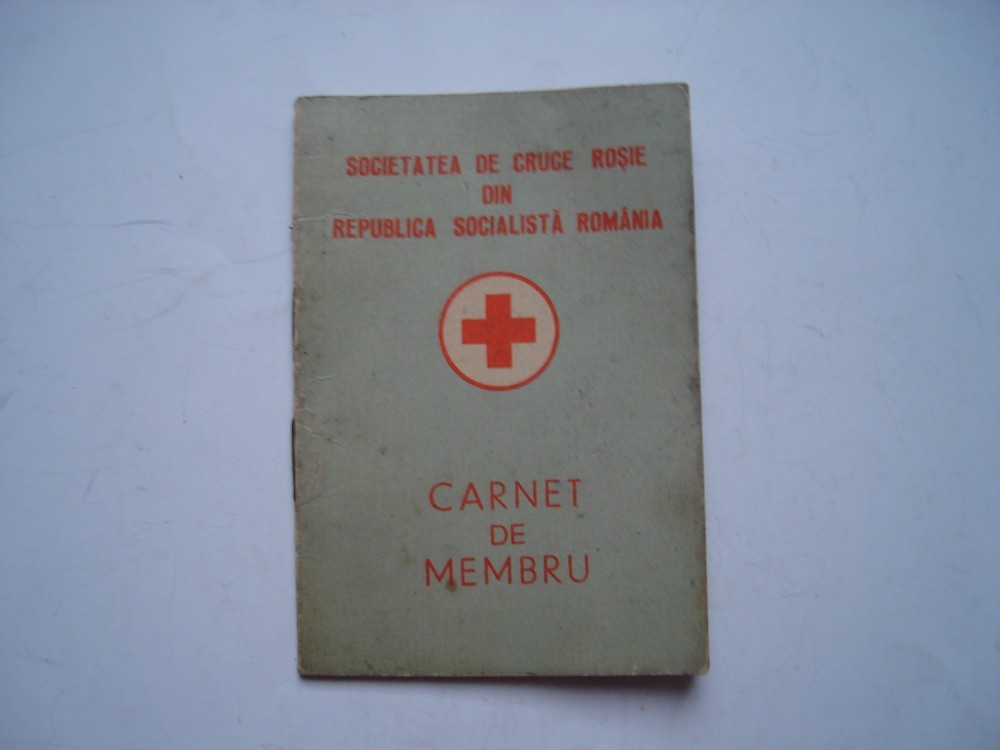 SOCIETATEA DE CRUCE ROȘIE
DIN
REPUBLICA SOCIALISTĂ ROMÂNIA
CARNET
DE
MEMBRU